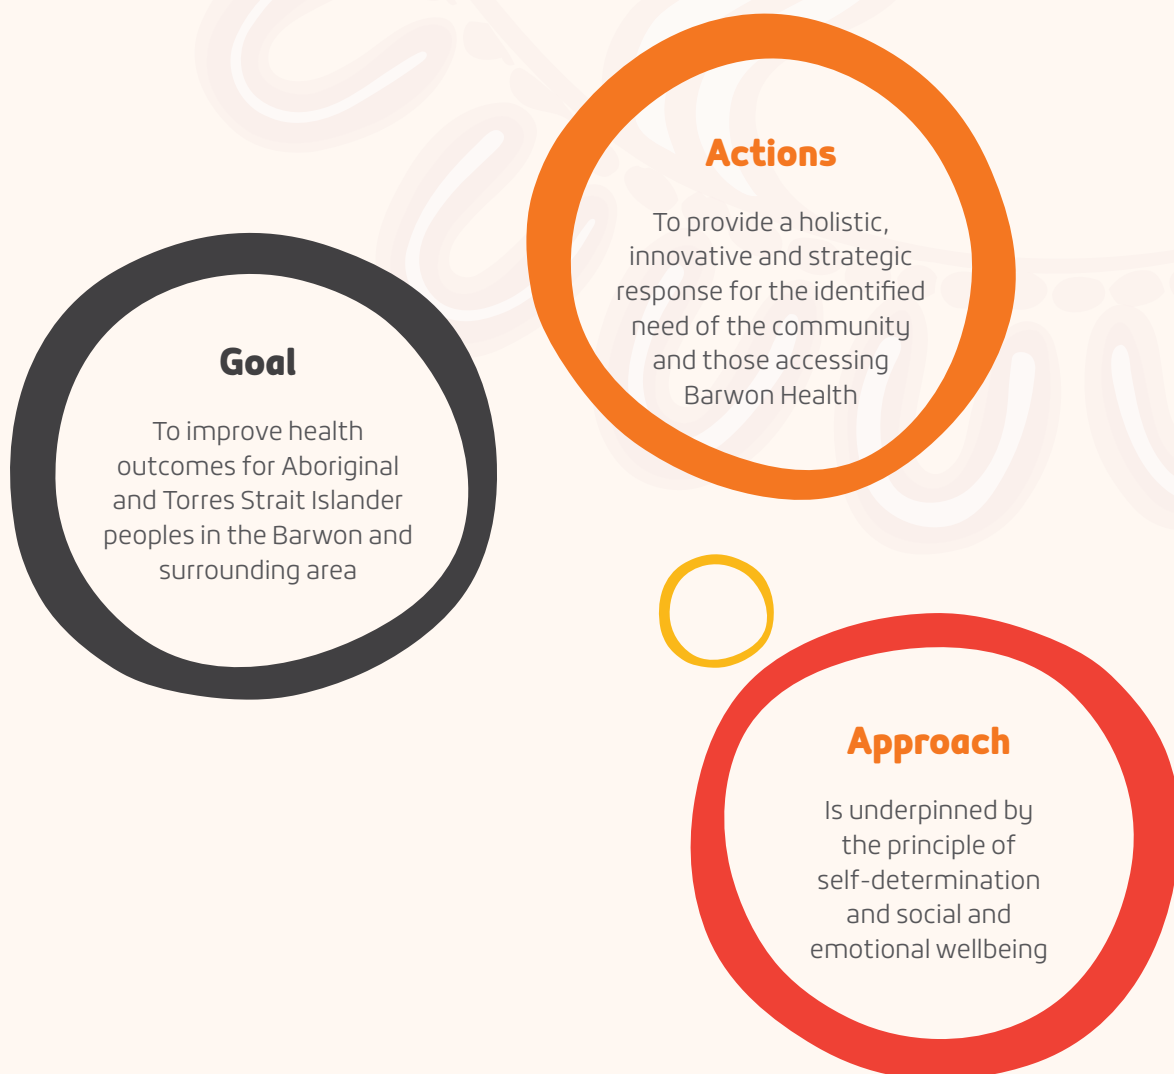 Goal
To improve health
outcomes for Aboriginal
and Torres Strait Islander
peoples in the Barwon and
surrounding area
Actions
To provide a holistic,
innovative and strategic
response for the identified
need of the community
and those accessing
Barwon Health
Approach
Is underpinned by
the principle of
self-determination
and social and
emotional wellbeing